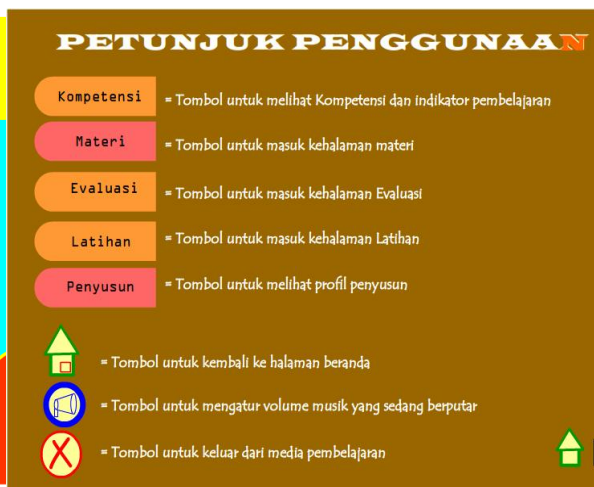 PETUNJUK PENGGUNAAN
Kompetensi = Tombol untuk melihat Kompetensi dan indikator pembelajaran
Materi = Tombol untuk masuk kehalaman materi
Evaluasi = Tombol untuk masuk kehalaman Evaluasi
Latihan = Tombol untuk masuk kehalaman Latihan
Penyusun = Tombol untuk melihat profil penyusun
= Tombol untuk kembali ke halaman beranda
= Tombol untuk mengatur volume musik yang sedang berputar
= Tombol untuk keluar dari media pembelajaran